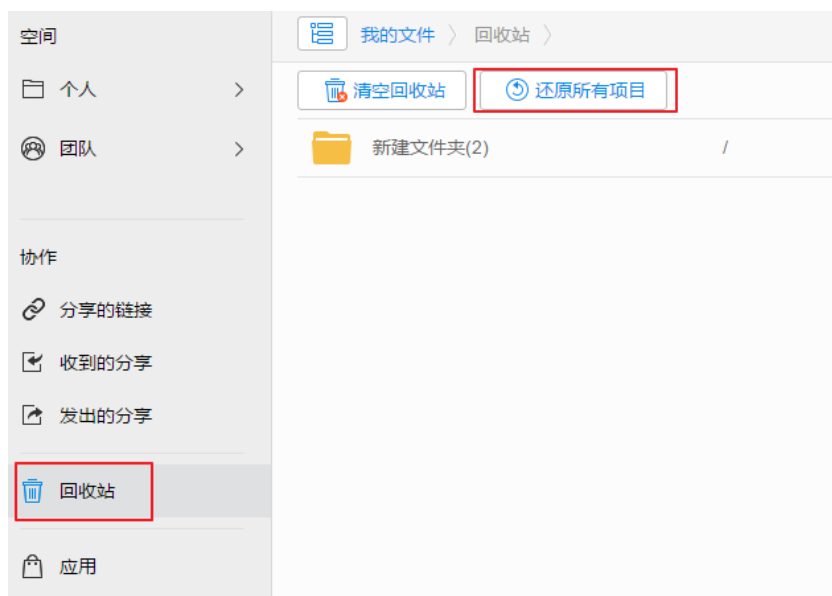 空间
个人
团队
协作
分享的链接
收到的分享
发出的分享
回收站
应用
我的文件 〉 回收站 〉
清空回收站 还原所有项目
新建文件夹(2) /